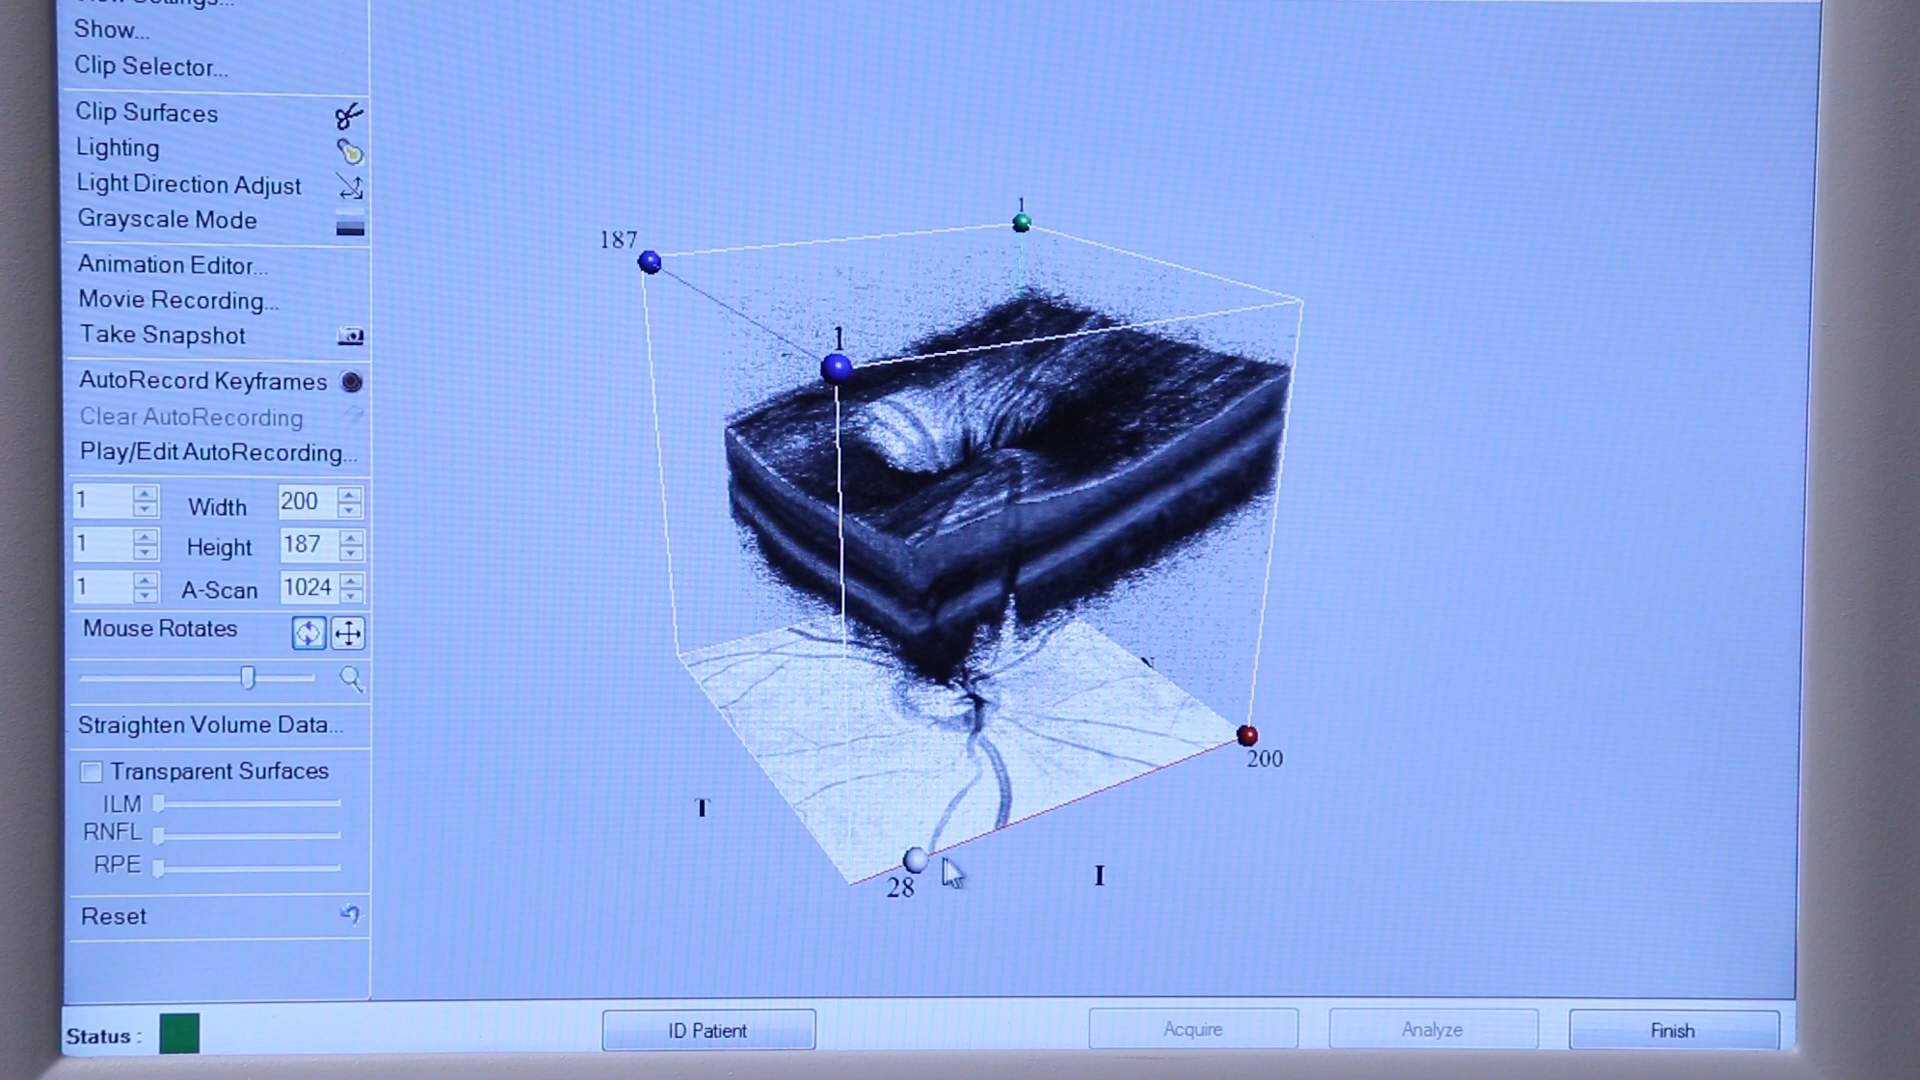 Show...
Clip Selector...
Clip Surfaces
Lighting
Light Direction Adjust
Grayscale Mode
Animation Editor...
Movie Recording...
Take Snapshot
AutoRecord Keyframes
Clear AutoRecording
Play/Edit AutoRecording...
1 Width 200
1 Height 187
1 A-Scan 1024
Mouse Rotates
Straighten Volume Data...
Transparent Surfaces
ILM
RNFL
RPE
Reset
1
187
1
N
200
T
28
I
Status :
ID Patient
Acquire
Analyze
Finish